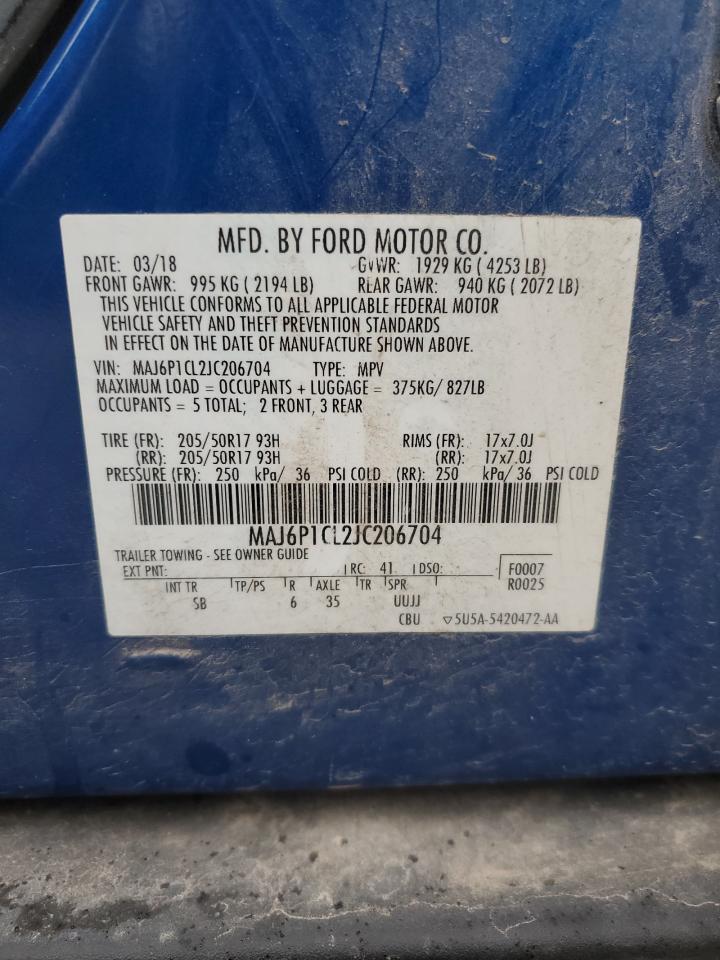 MFD. BY FORD MOTOR CO.
DATE: 03/18 GVWR: 1929 KG ( 4253 LB)
FRONT GAWR: 995 KG ( 2194 LB) REAR GAWR: 940 KG ( 2072 LB)
THIS VEHICLE CONFORMS TO ALL APPLICABLE FEDERAL MOTOR
VEHICLE SAFETY AND THEFT PREVENTION STANDARDS
IN EFFECT ON THE DATE OF MANUFACTURE SHOWN ABOVE.
VIN: MAJ6P1CL2JC206704 TYPE: MPV
MAXIMUM LOAD = OCCUPANTS + LUGGAGE = 375KG/ 827LB
OCCUPANTS = 5 TOTAL; 2 FRONT, 3 REAR
TIRE (FR): 205/50R17 93H RIMS (FR): 17x7.0J
(RR): 205/50R17 93H (RR): 17x7.0J
PRESSURE (FR): 250 kPa/ 36 PSI COLD (RR): 250 kPa/ 36 PSI COLD
MAJ6P1CL2JC206704
TRAILER TOWING - SEE OWNER GUIDE
EXT PNT: RC: 41 DSO: F0007
R0025
INT TR TP/PS R AXLE TR SPR
SB 6 35 UUJJ
CBU ▽5U5A-5420472-AA